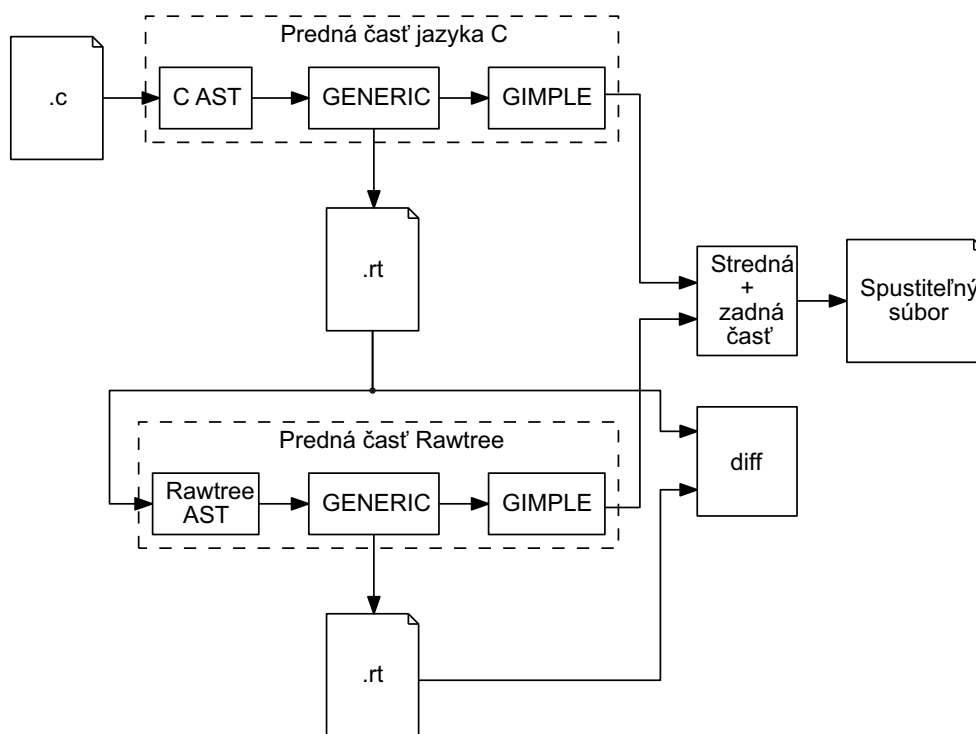 Predná časť jazyka C
.c
C AST
GENERIC
GIMPLE
.rt
Stredná
+
zadná
časť
Spustiteľný
súbor
Predná časť Rawtree
diff
Rawtree
AST
GENERIC
GIMPLE
.rt